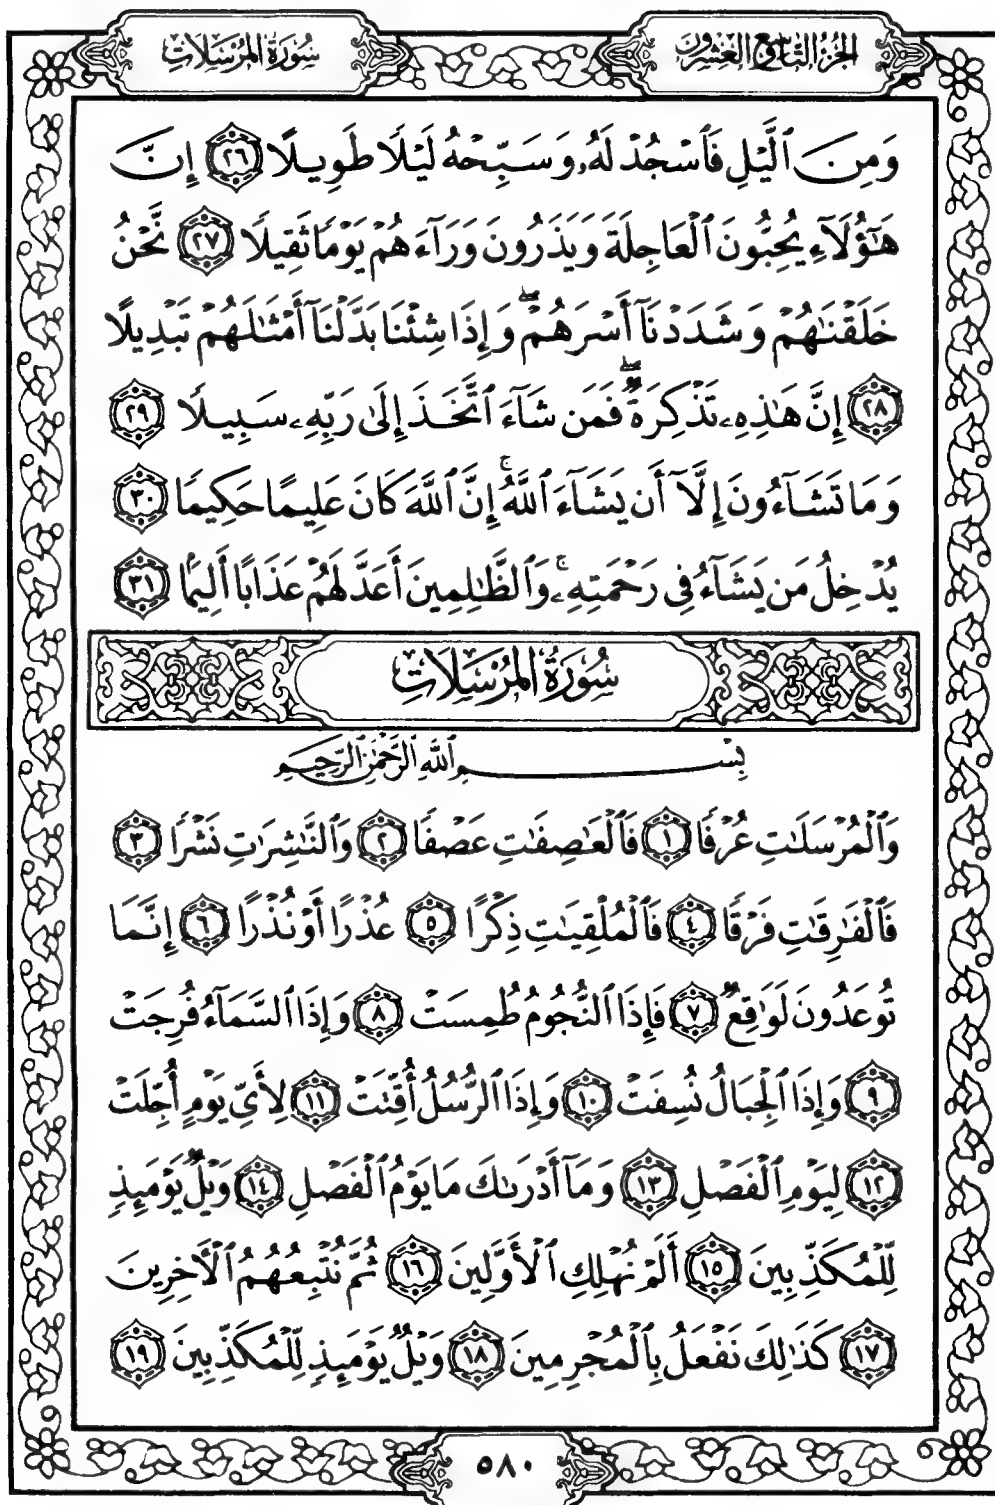 الجزء التاسع والعشرون
سورة المرسلات
وَمِنَ ٱلَّيْلِ فَٱسْجُدْ لَهُۥ وَسَبِّحْهُ لَيْلًا طَوِيلًا ٢٦ إِنَّ
هَٰٓؤُلَآءِ يُحِبُّونَ ٱلْعَاجِلَةَ وَيَذَرُونَ وَرَآءَهُمْ يَوْمًا ثَقِيلًا ٢٧ نَّحْنُ
خَلَقْنَٰهُمْ وَشَدَدْنَآ أَسْرَهُمْ ۖ وَإِذَا شِئْنَا بَدَّلْنَآ أَمْثَٰلَهُمْ تَبْدِيلًا
٢٨ إِنَّ هَٰذِهِۦ تَذْكِرَةٌ ۖ فَمَن شَآءَ ٱتَّخَذَ إِلَىٰ رَبِّهِۦ سَبِيلًا ٢٩
وَمَا تَشَآءُونَ إِلَّآ أَن يَشَآءَ ٱللَّهُ ۚ إِنَّ ٱللَّهَ كَانَ عَلِيمًا حَكِيمًا ٣٠
يُدْخِلُ مَن يَشَآءُ فِى رَحْمَتِهِۦ ۚ وَٱلظَّٰلِمِينَ أَعَدَّ لَهُمْ عَذَابًا أَلِيمًۢا ٣١
سُورَةُ المُرْسَلَاتِ
بِسْمِ ٱللَّهِ ٱلرَّحْمَٰنِ ٱلرَّحِيمِ
وَٱلْمُرْسَلَٰتِ عُرْفًا ١ فَٱلْعَٰصِفَٰتِ عَصْفًا ٢ وَٱلنَّٰشِرَٰتِ نَشْرًا ٣
فَٱلْفَٰرِقَٰتِ فَرْقًا ٤ فَٱلْمُلْقِيَٰتِ ذِكْرًا ٥ عُذْرًا أَوْ نُذْرًا ٦ إِنَّمَا
تُوعَدُونَ لَوَٰقِعٌ ٧ فَإِذَا ٱلنُّجُومُ طُمِسَتْ ٨ وَإِذَا ٱلسَّمَآءُ فُرِجَتْ
٩ وَإِذَا ٱلْجِبَالُ نُسِفَتْ ١٠ وَإِذَا ٱلرُّسُلُ أُقِّتَتْ ١١ لِأَىِّ يَوْمٍ أُجِّلَتْ
١٢ لِيَوْمِ ٱلْفَصْلِ ١٣ وَمَآ أَدْرَىٰكَ مَا يَوْمُ ٱلْفَصْلِ ١٤ وَيْلٌ يَوْمَئِذٍ
لِّلْمُكَذِّبِينَ ١٥ أَلَمْ نُهْلِكِ ٱلْأَوَّلِينَ ١٦ ثُمَّ نُتْبِعُهُمُ ٱلْءَاخِرِينَ
١٧ كَذَٰلِكَ نَفْعَلُ بِٱلْمُجْرِمِينَ ١٨ وَيْلٌ يَوْمَئِذٍ لِّلْمُكَذِّبِينَ ١٩
٥٨٠